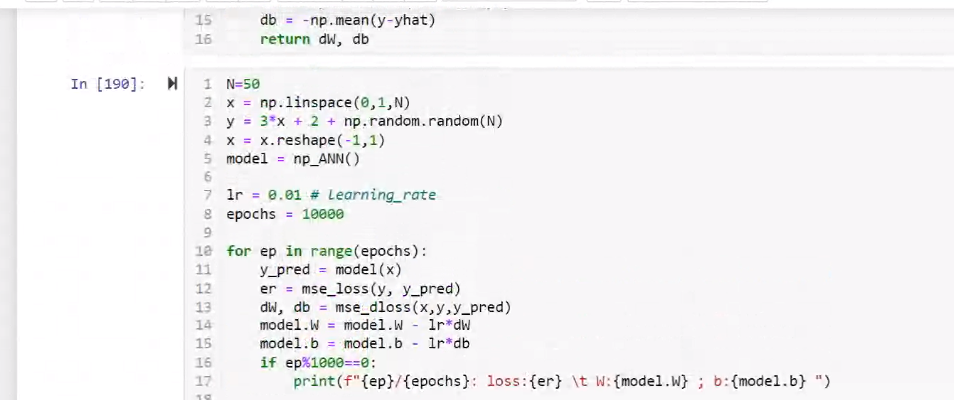 15 db = -np.mean(y-yhat)
16 return dW, db
In [190]:
1 N=50
2 x = np.linspace(0,1,N)
3 y = 3*x + 2 + np.random.random(N)
4 x = x.reshape(-1,1)
5 model = np_ANN()
6
7 lr = 0.01 # Learning_rate
8 epochs = 10000
9
10 for ep in range(epochs):
11 y_pred = model(x)
12 er = mse_loss(y, y_pred)
13 dW, db = mse_dloss(x,y,y_pred)
14 model.W = model.W - lr*dW
15 model.b = model.b - lr*db
16 if ep%1000==0:
17 print(f"{ep}/{epochs}: loss:{er} \t W:{model.W} ; b:{model.b} ")
18